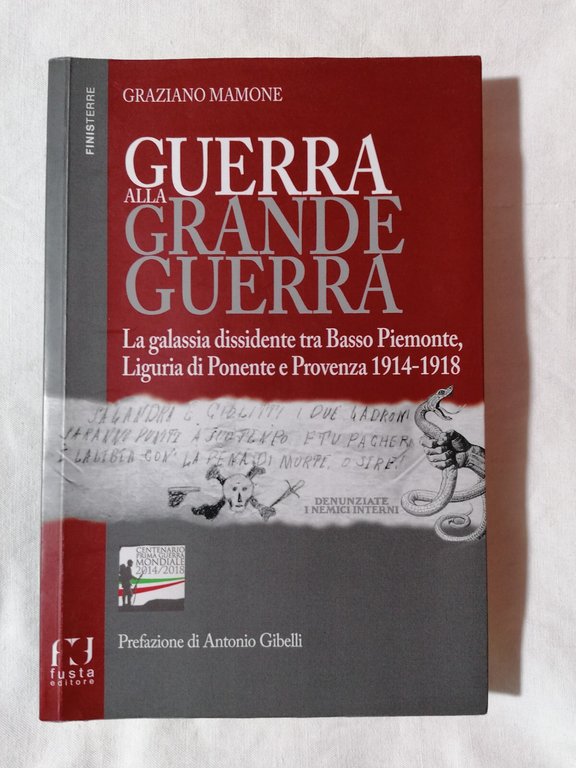 FINISTERRE
GRAZIANO MAMONE
GUERRA
ALLA
GRANDE
GUERRA
La galassia dissidente tra Basso Piemonte,
Liguria di Ponente e Provenza 1914-1918
SALANDRA E GIOLITTI I DUE LADRONI
SARANNO PUNITI A SUO TENPO E TU PAGHER
LA LIBIA CON LA PENA DI MORTE O SIRE!
DENUNZIATE
I NEMICI INTERNI
CENTENARIO
PRIMA GUERRA
MONDIALE
2014/2018
Prefazione di Antonio Gibelli
fusta
editore